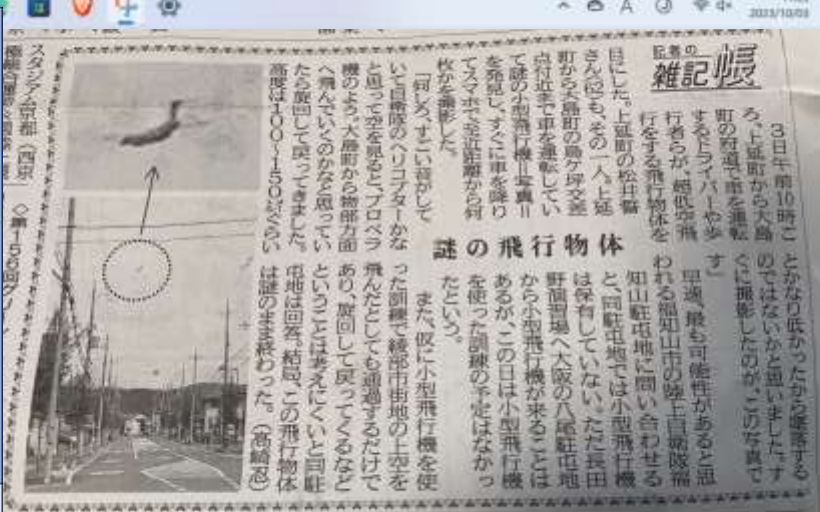 2023/10/03
記者の
雑記帳
謎の飛行物体
３日午前10時ご
ろ、上延町から大島
町の府道で車を運転
するドライバーや歩
行者らが、超低空飛
行をする飛行物体を
目にした。上延町の松井
さん(62)も、その一人。上延
町から大島町の鳥ケ坪交差
点付近まで車を運転してい
て謎の小型飛行機＝写真＝
を発見し、すぐに車を降り
てスマホで至近距離から何
枚かを撮影した。
「何しろ、すごい音がして
いて自衛隊のヘリコプターかな
と思って空を見ると、プロペラ
機のよう。大島町から物部方面
へ飛んでいくのかなと思ってい
たら旋回して戻ってきました。
高度は100〜150㍍ぐらい
とかなり低かったから墜落する
のではないかと思いました。す
ぐに撮影したのが、この写真で
す」
早速、最も可能性があると思
われる福知山市の陸上自衛隊福
知山駐屯地に問い合わせる
と、同駐屯地では小型飛行機
は保有していない。ただ長田
野演習場へ大阪の八尾駐屯地
から小型飛行機が来ることは
あるが、この日は小型飛行機
を使った訓練の予定はなかっ
たという。
また、仮に小型飛行機を使
った訓練で綾部市街地の上空を
飛んだとしても通過するだけで
あり、旋回して戻ってくるなど
ということは考えにくいと同駐
屯地は回答。結局、この飛行物体
は謎のまま終わった。（高崎忍）
スタジアム京都（西京